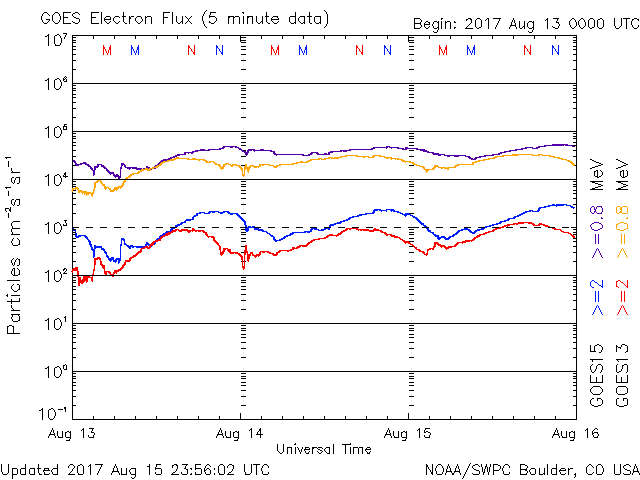 GOES Electron Flux (5 minute data)
Begin: 2017 Aug 13 0000 UTC
M M N N M M N N M M N N
10⁷
10⁶
10⁵
10⁴
10³
10²
10¹
10⁰
10⁻¹
Particles cm⁻²s⁻¹sr⁻¹
Aug 13 Aug 14 Aug 15 Aug 16
Universal Time
GOES15 >=2 >=0.8 MeV
GOES13 >=2 >=0.8 MeV
Updated 2017 Aug 15 23:56:02 UTC
NOAA/SWPC Boulder, CO USA